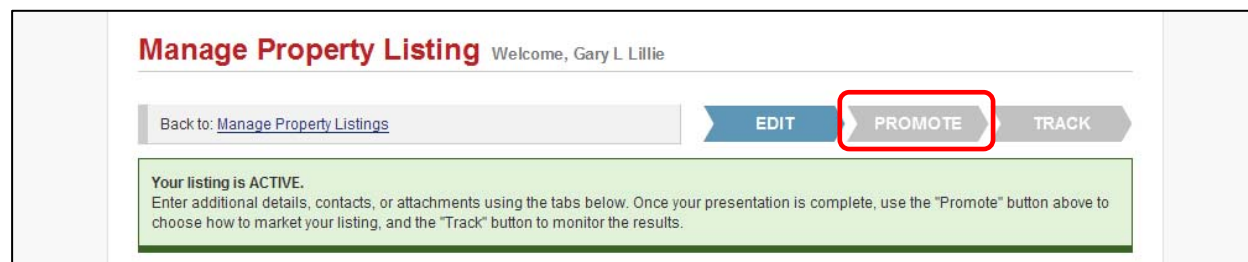 Manage Property Listing Welcome, Gary L Lillie
Back to: Manage Property Listings
EDIT
PROMOTE
TRACK
Your listing is ACTIVE.
Enter additional details, contacts, or attachments using the tabs below. Once your presentation is complete, use the "Promote" button above to
choose how to market your listing, and the "Track" button to monitor the results.